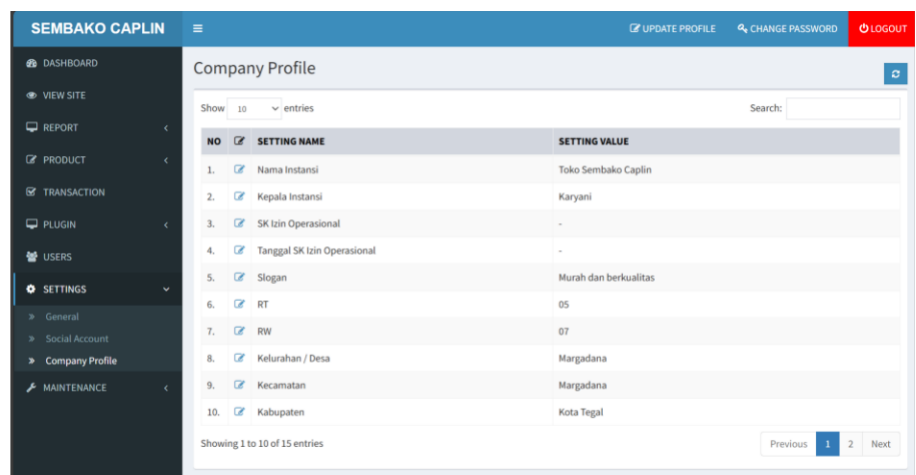 SEMBAKO CAPLIN
UPDATE PROFILE CHANGE PASSWORD LOGOUT
DASHBOARD
VIEW SITE
REPORT
PRODUCT
TRANSACTION
PLUGIN
USERS
SETTINGS
» General
» Social Account
» Company Profile
MAINTENANCE
Company Profile
Show 10 entries Search:
NO SETTING NAME SETTING VALUE
1. Nama Instansi Toko Sembako Caplin
2. Kepala Instansi Karyani
3. SK Izin Operasional -
4. Tanggal SK Izin Operasional -
5. Slogan Murah dan berkualitas
6. RT 05
7. RW 07
8. Kelurahan / Desa Margadana
9. Kecamatan Margadana
10. Kabupaten Kota Tegal
Showing 1 to 10 of 15 entries Previous 1 2 Next